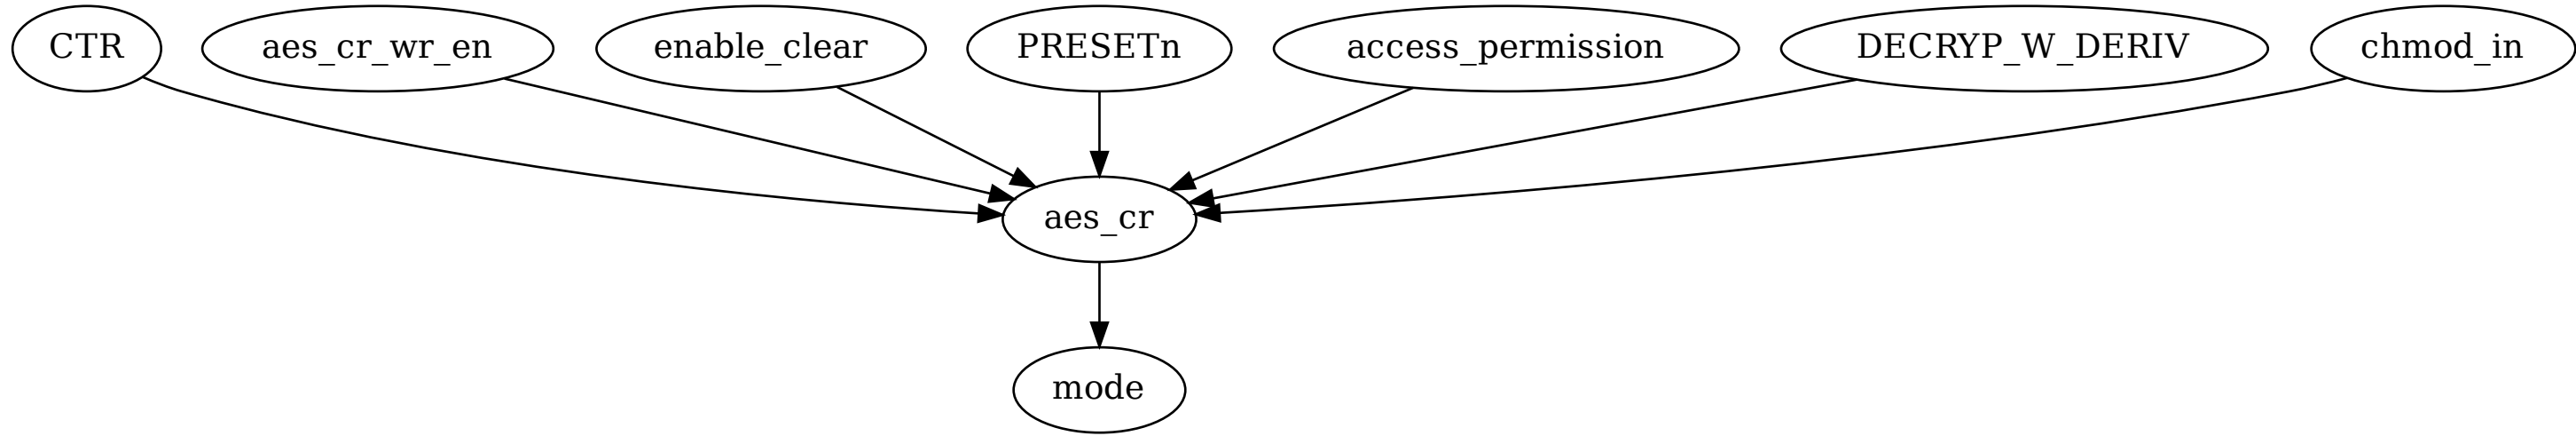 CTR
aes_cr_wr_en
enable_clear
PRESETn
access_permission
DECRYP_W_DERIV
chmod_in
aes_cr
mode